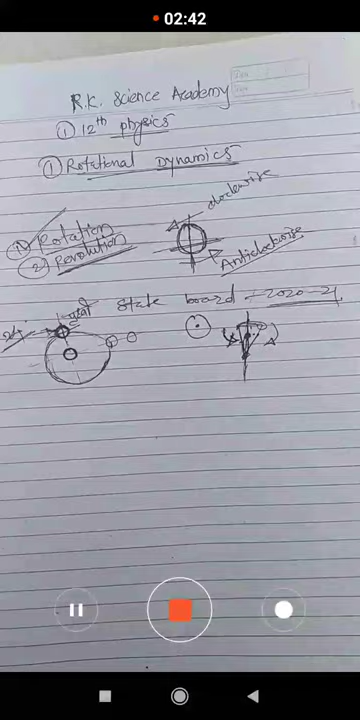 02:42
R.K. Science Academy
① 12th physics
① Rotational Dynamics
clockwise
① Rotation
② Revolution
Anticlockwise
पृथ्वी State board - 2020-21
24